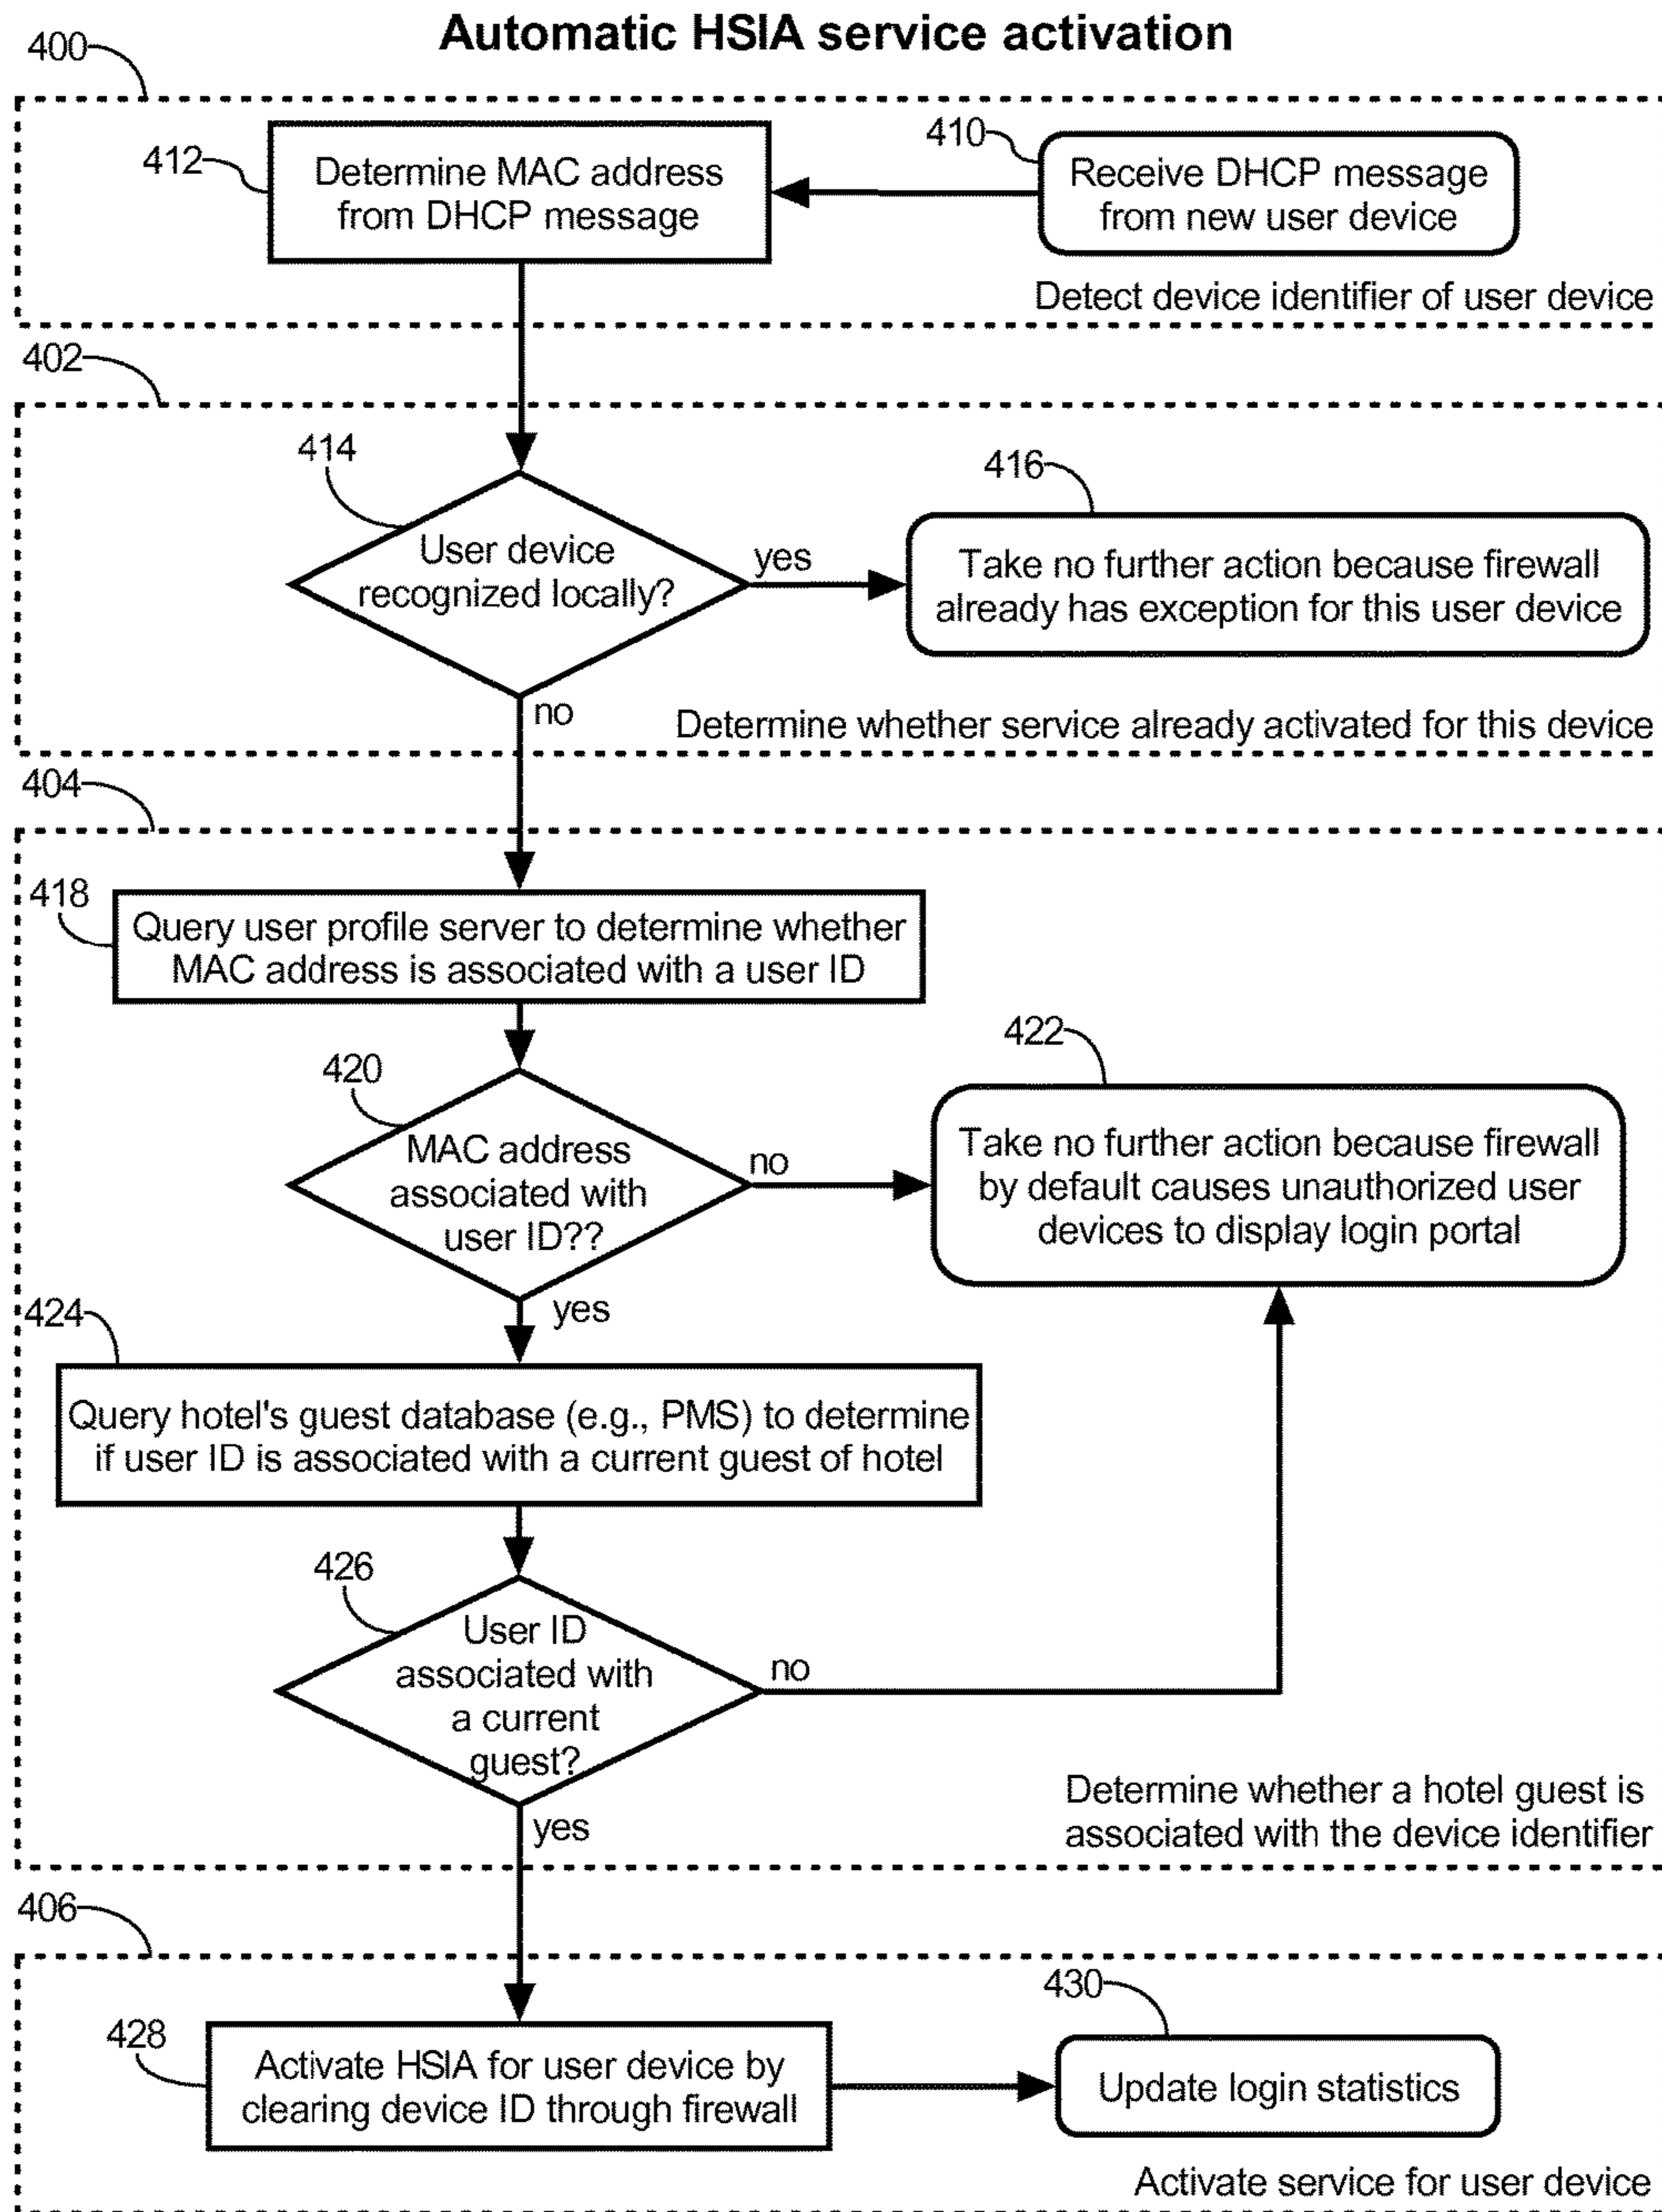 Automatic HSIA service activation
400
412
Determine MAC address
from DHCP message
410
Receive DHCP message
from new user device
Detect device identifier of user device
402
414
User device
recognized locally?
yes
416
Take no further action because firewall
already has exception for this user device
no
Determine whether service already activated for this device
404
418
Query user profile server to determine whether
MAC address is associated with a user ID
420
MAC address
associated with
user ID??
no
422
Take no further action because firewall
by default causes unauthorized user
devices to display login portal
yes
424
Query hotel's guest database (e.g., PMS) to determine
if user ID is associated with a current guest of hotel
426
User ID
associated with
a current
guest?
no
yes
Determine whether a hotel guest is
associated with the device identifier
406
428
Activate HSIA for user device by
clearing device ID through firewall
430
Update login statistics
Activate service for user device